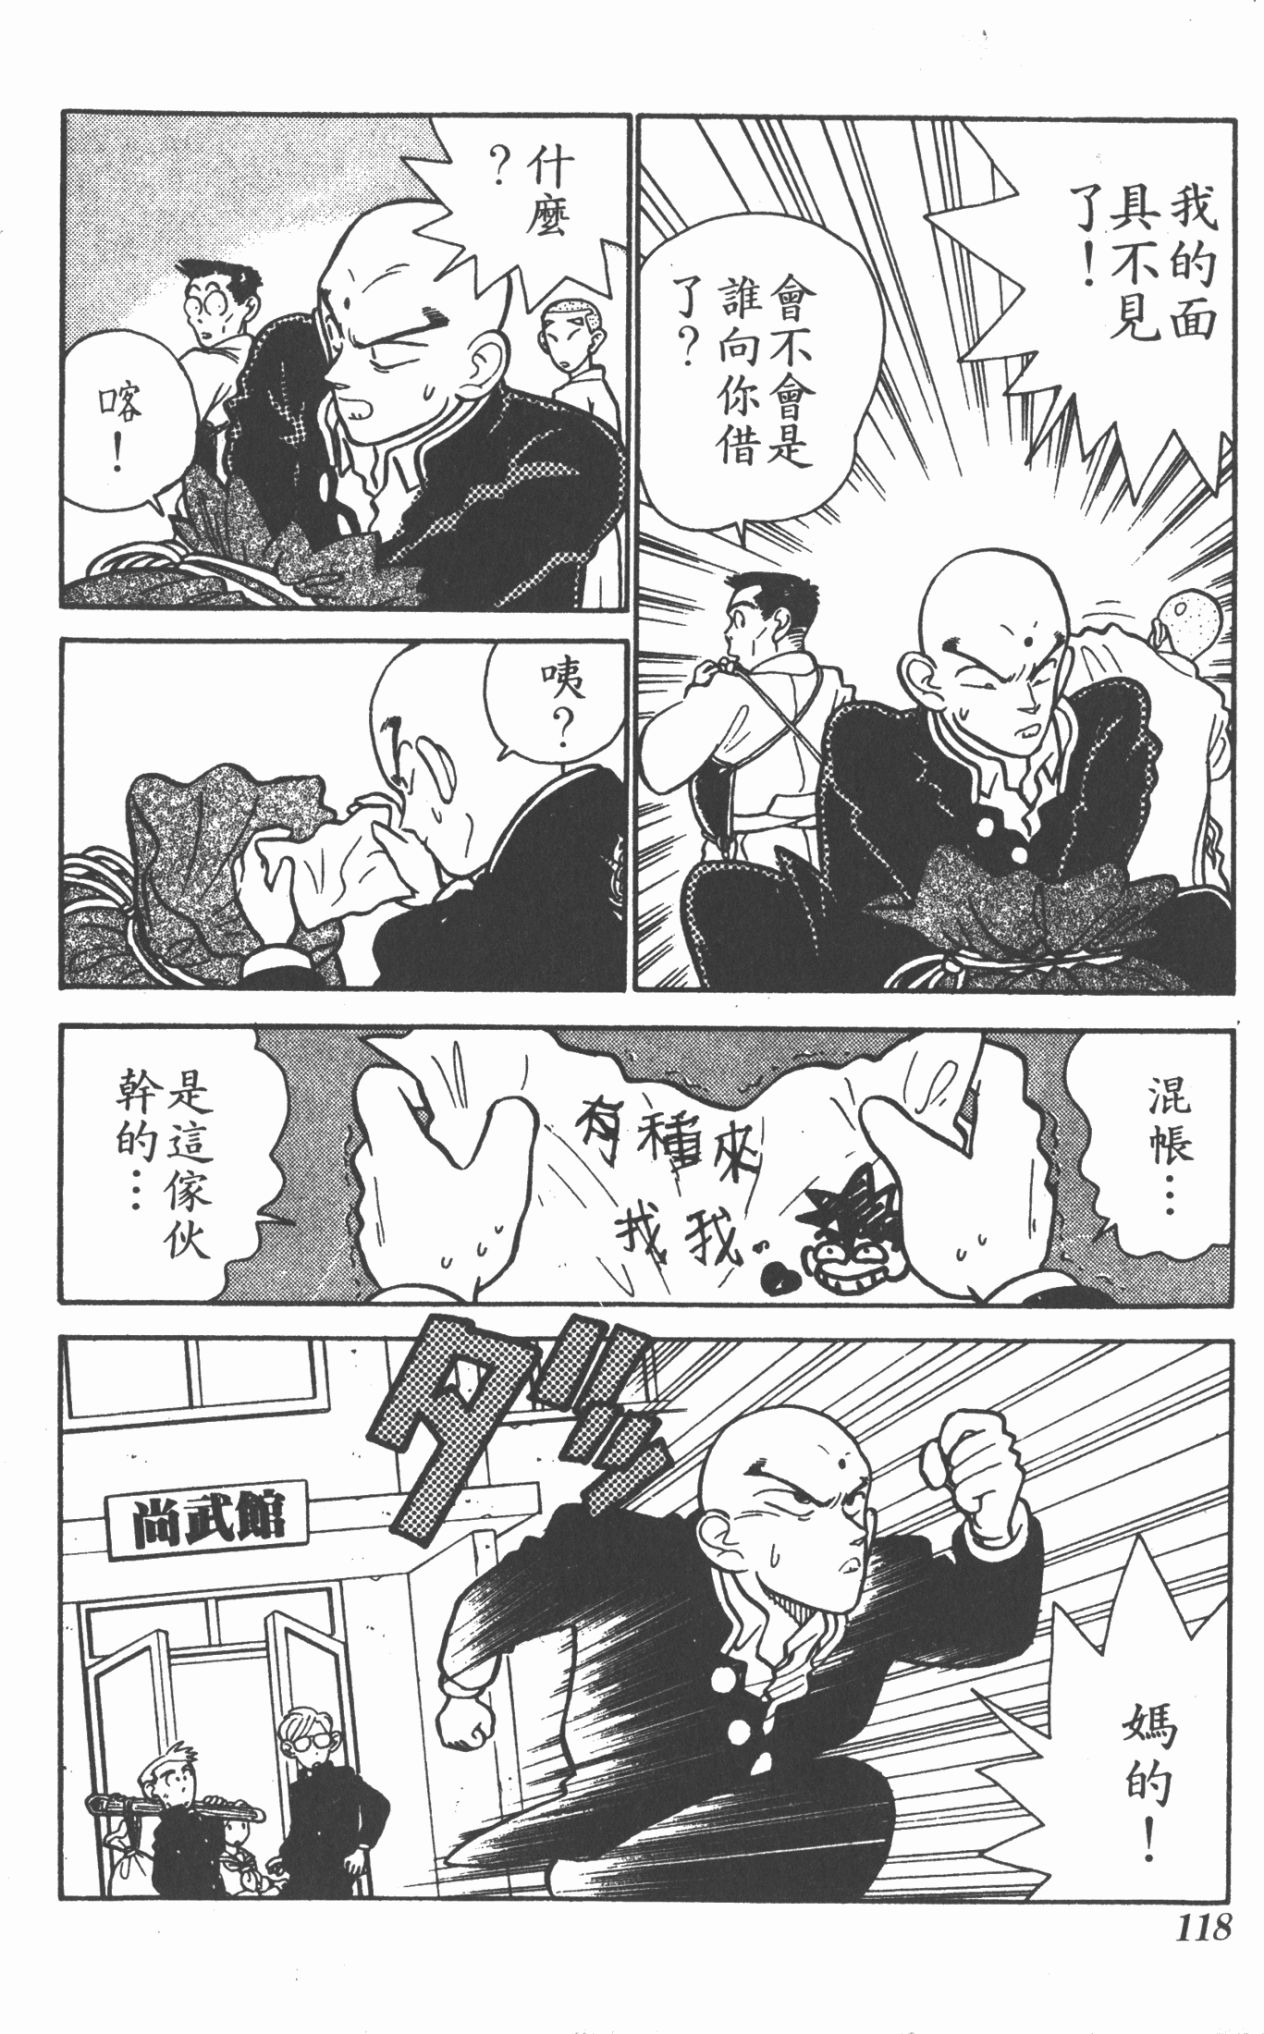 我的面
具不見
了！
會不會是
誰向你借
了？
什麼
？
喀！
咦？
混帳…
有種來
找我。
是這傢伙
幹的…
ダッ
尚武館
媽的！
118